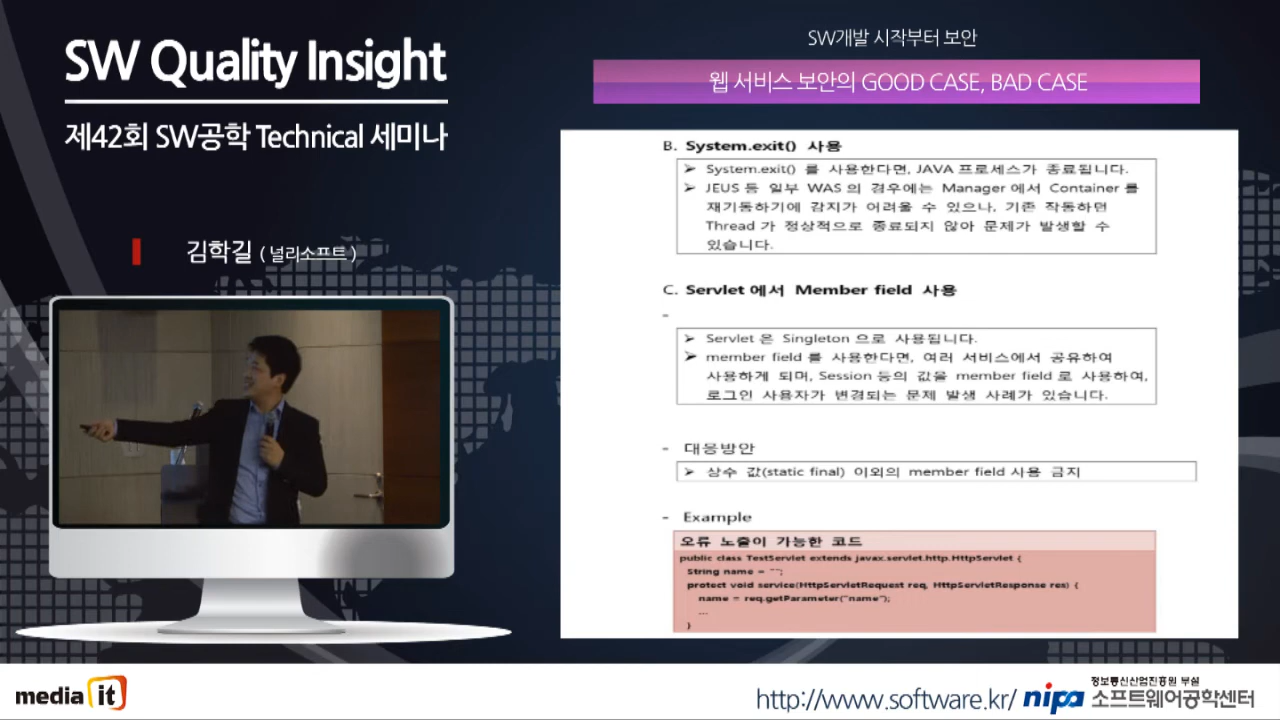 SW Quality Insight
제42회 SW공학 Technical 세미나
김학길 ( 널리소프트 )
SW개발 시작부터 보안
웹 서비스 보안의 GOOD CASE, BAD CASE
B. System.exit() 사용
➢ System.exit() 를 사용한다면, JAVA 프로세스가 종료됩니다.
➢ JEUS 등 일부 WAS 의 경우에는 Manager 에서 Container 를
재기동하기에 감지가 어려울 수 있으나, 기존 작동하던
Thread 가 정상적으로 종료되지 않아 문제가 발생할 수
있습니다.
C. Servlet 에서 Member field 사용
-
➢ Servlet 은 Singleton 으로 사용됩니다.
➢ member field 를 사용한다면, 여러 서비스에서 공유하여
사용하게 되며, Session 등의 값을 member field 로 사용하여,
로그인 사용자가 변경되는 문제 발생 사례가 있습니다.
- 대응방안
➢ 상수 값(static final) 이외의 member field 사용 금지
- Example
오류 노출이 가능한 코드
public class TestServlet extends javax.servlet.http.HttpServlet {
String name = "";
protect void service(HttpServletRequest req, HttpServletResponse res) {
name = req.getParameter("name");
...
}
media it
http://www.software.kr/
nipa
정보통신산업진흥원 부설
소프트웨어공학센터